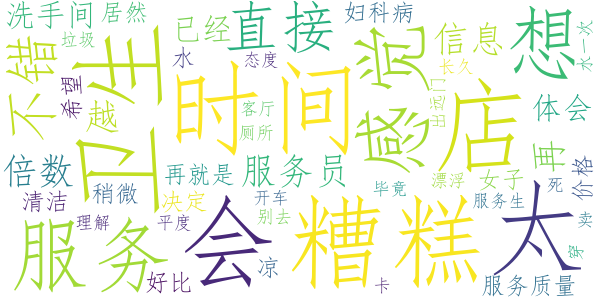 洗手间
居然
垃圾
已经
直接
妇科病
想
水一次
不错
卫生
水
态度
时间
感觉
信息
长久
出远门
希望
越
客厅
厕所
店
体会
倍数
稍微
再就是
服务员
再
价格
清洁
决定
开车
毕竟
漂浮
女子
死
理解
平度
别去
服务生
卖
服务
会
糟糕
太
穿
好比
凉
卡
服务质量